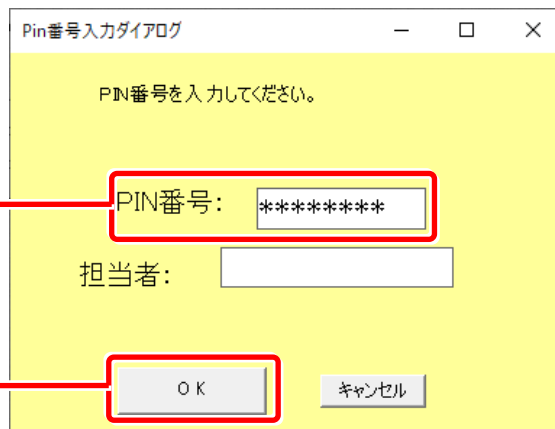 Pin番号入力ダイアログ
PIN番号を入力してください。
PIN番号: ********
担当者:
OK キャンセル